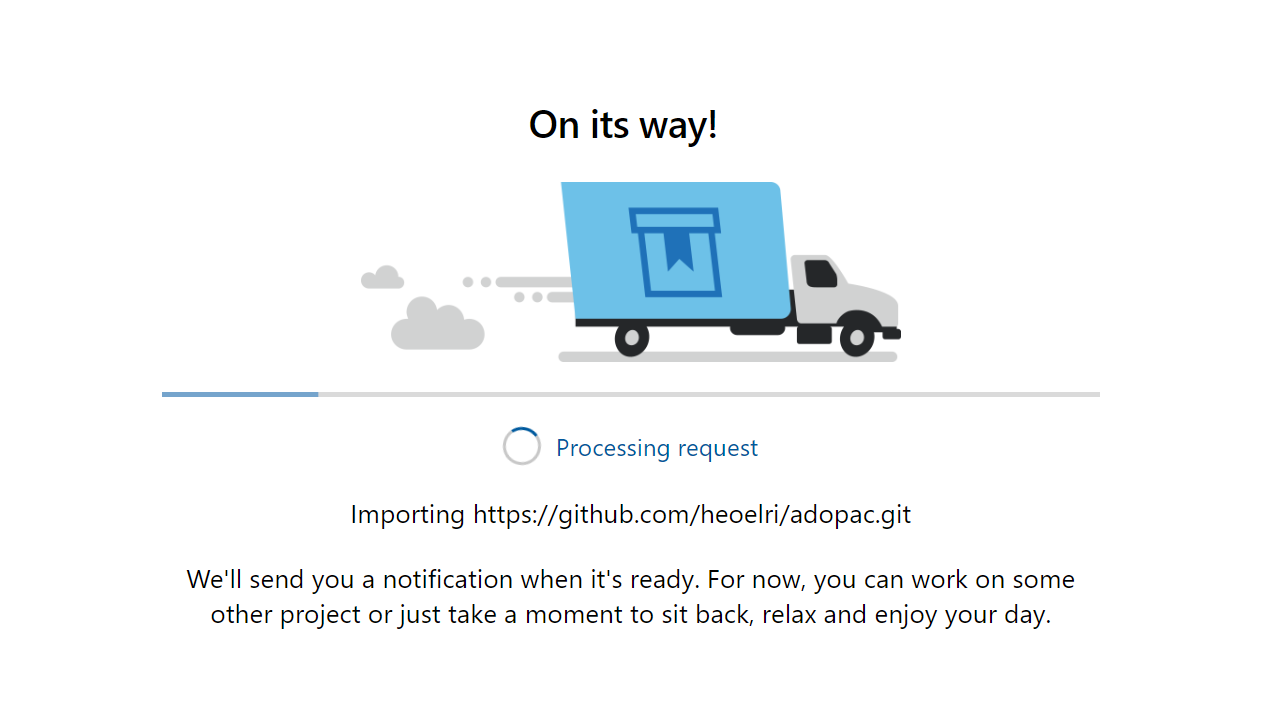 On its way!
Processing request
Importing https://github.com/heoelri/adopac.git
We'll send you a notification when it's ready. For now, you can work on some
other project or just take a moment to sit back, relax and enjoy your day.